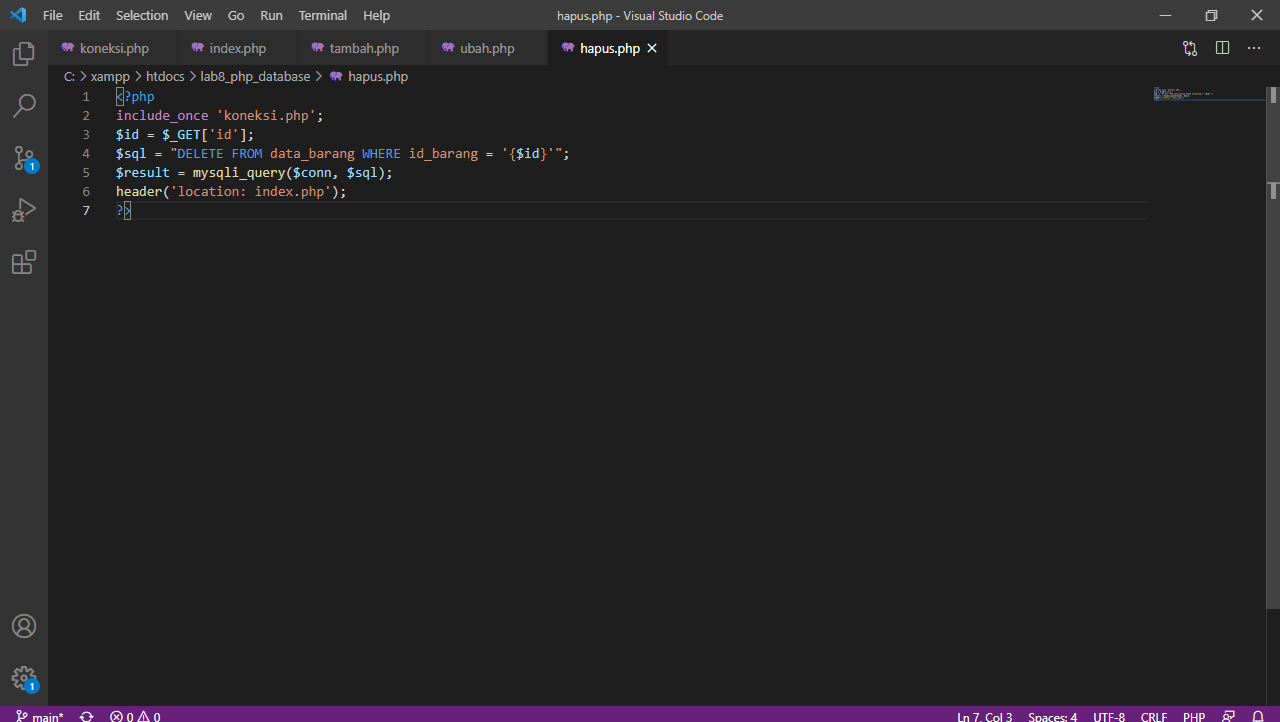 File Edit Selection View Go Run Terminal Help hapus.php - Visual Studio Code
koneksi.php index.php tambah.php ubah.php hapus.php
C: > xampp > htdocs > lab8_php_database > hapus.php
1 <?php
2 include_once 'koneksi.php';
3 $id = $_GET['id'];
4 $sql = "DELETE FROM data_barang WHERE id_barang = '{$id}'";
5 $result = mysqli_query($conn, $sql);
6 header('location: index.php');
7 ?>
1
1
main* 0 0 Ln 7, Col 3 Spaces: 4 UTF-8 CRLF PHP